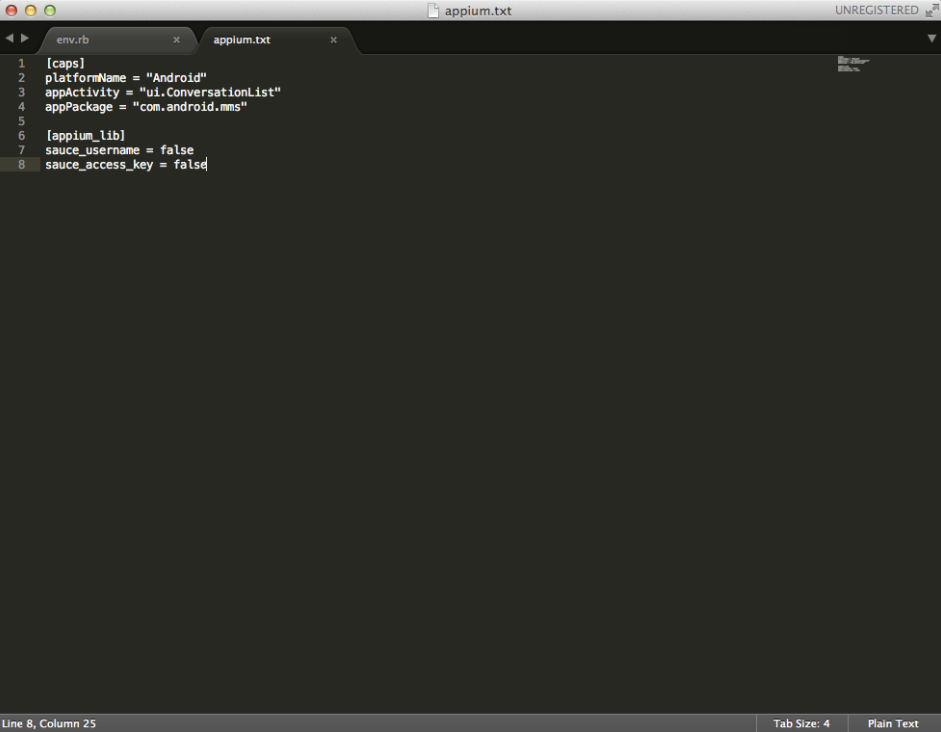 appium.txt
UNREGISTERED
env.rb
appium.txt
1 [caps]
2 platformName = "Android"
3 appActivity = "ui.ConversationList"
4 appPackage = "com.android.mms"
5
6 [appium_lib]
7 sauce_username = false
8 sauce_access_key = false
Line 8, Column 25
Tab Size: 4
Plain Text